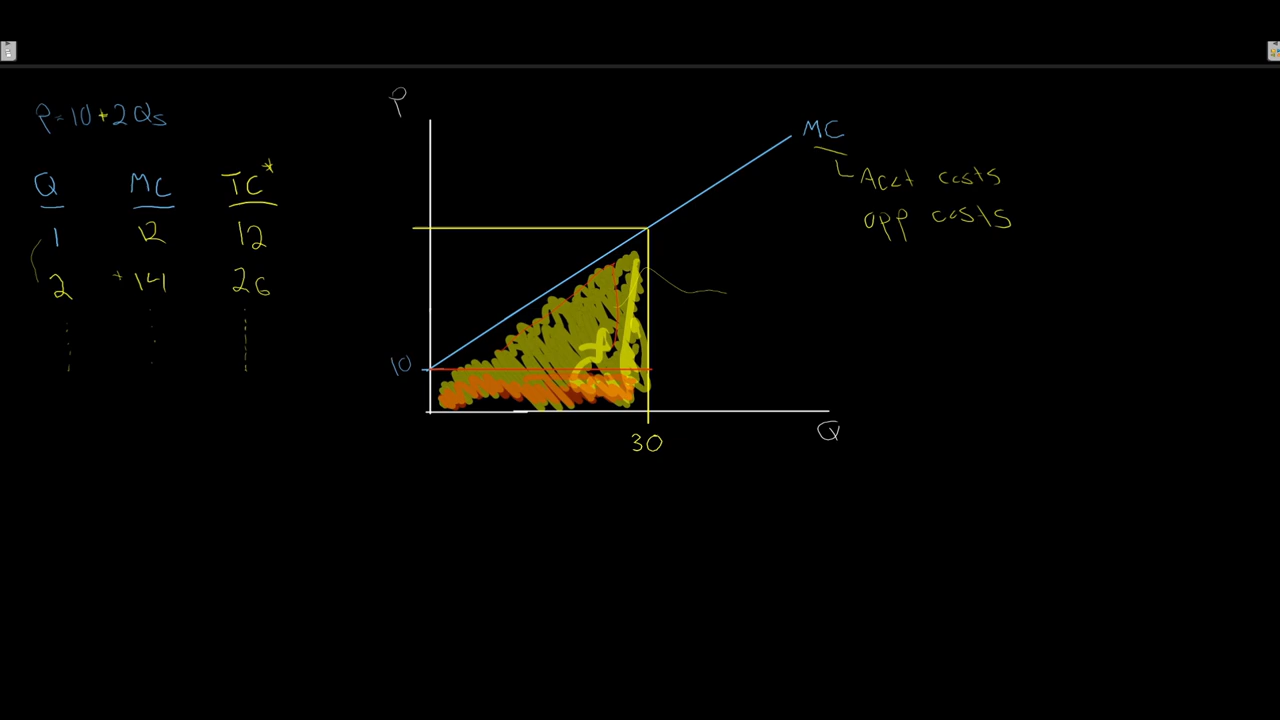 P = 10 + 2Qs
Q MC TC*
1 12 12
2 +14 26
P
MC
Acct costs
opp costs
10
30
Q